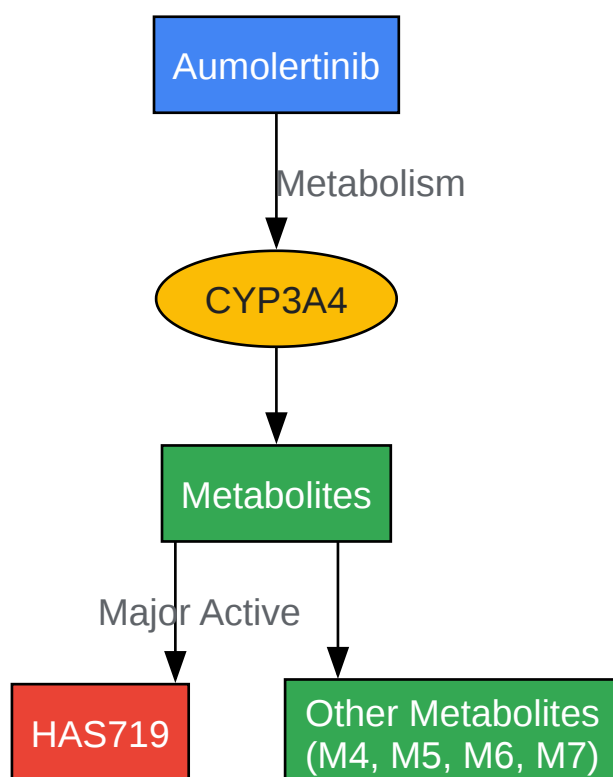 Aumolertinib
Metabolism
CYP3A4
Metabolites
Major Active
HAS719
Other Metabolites
(M4, M5, M6, M7)